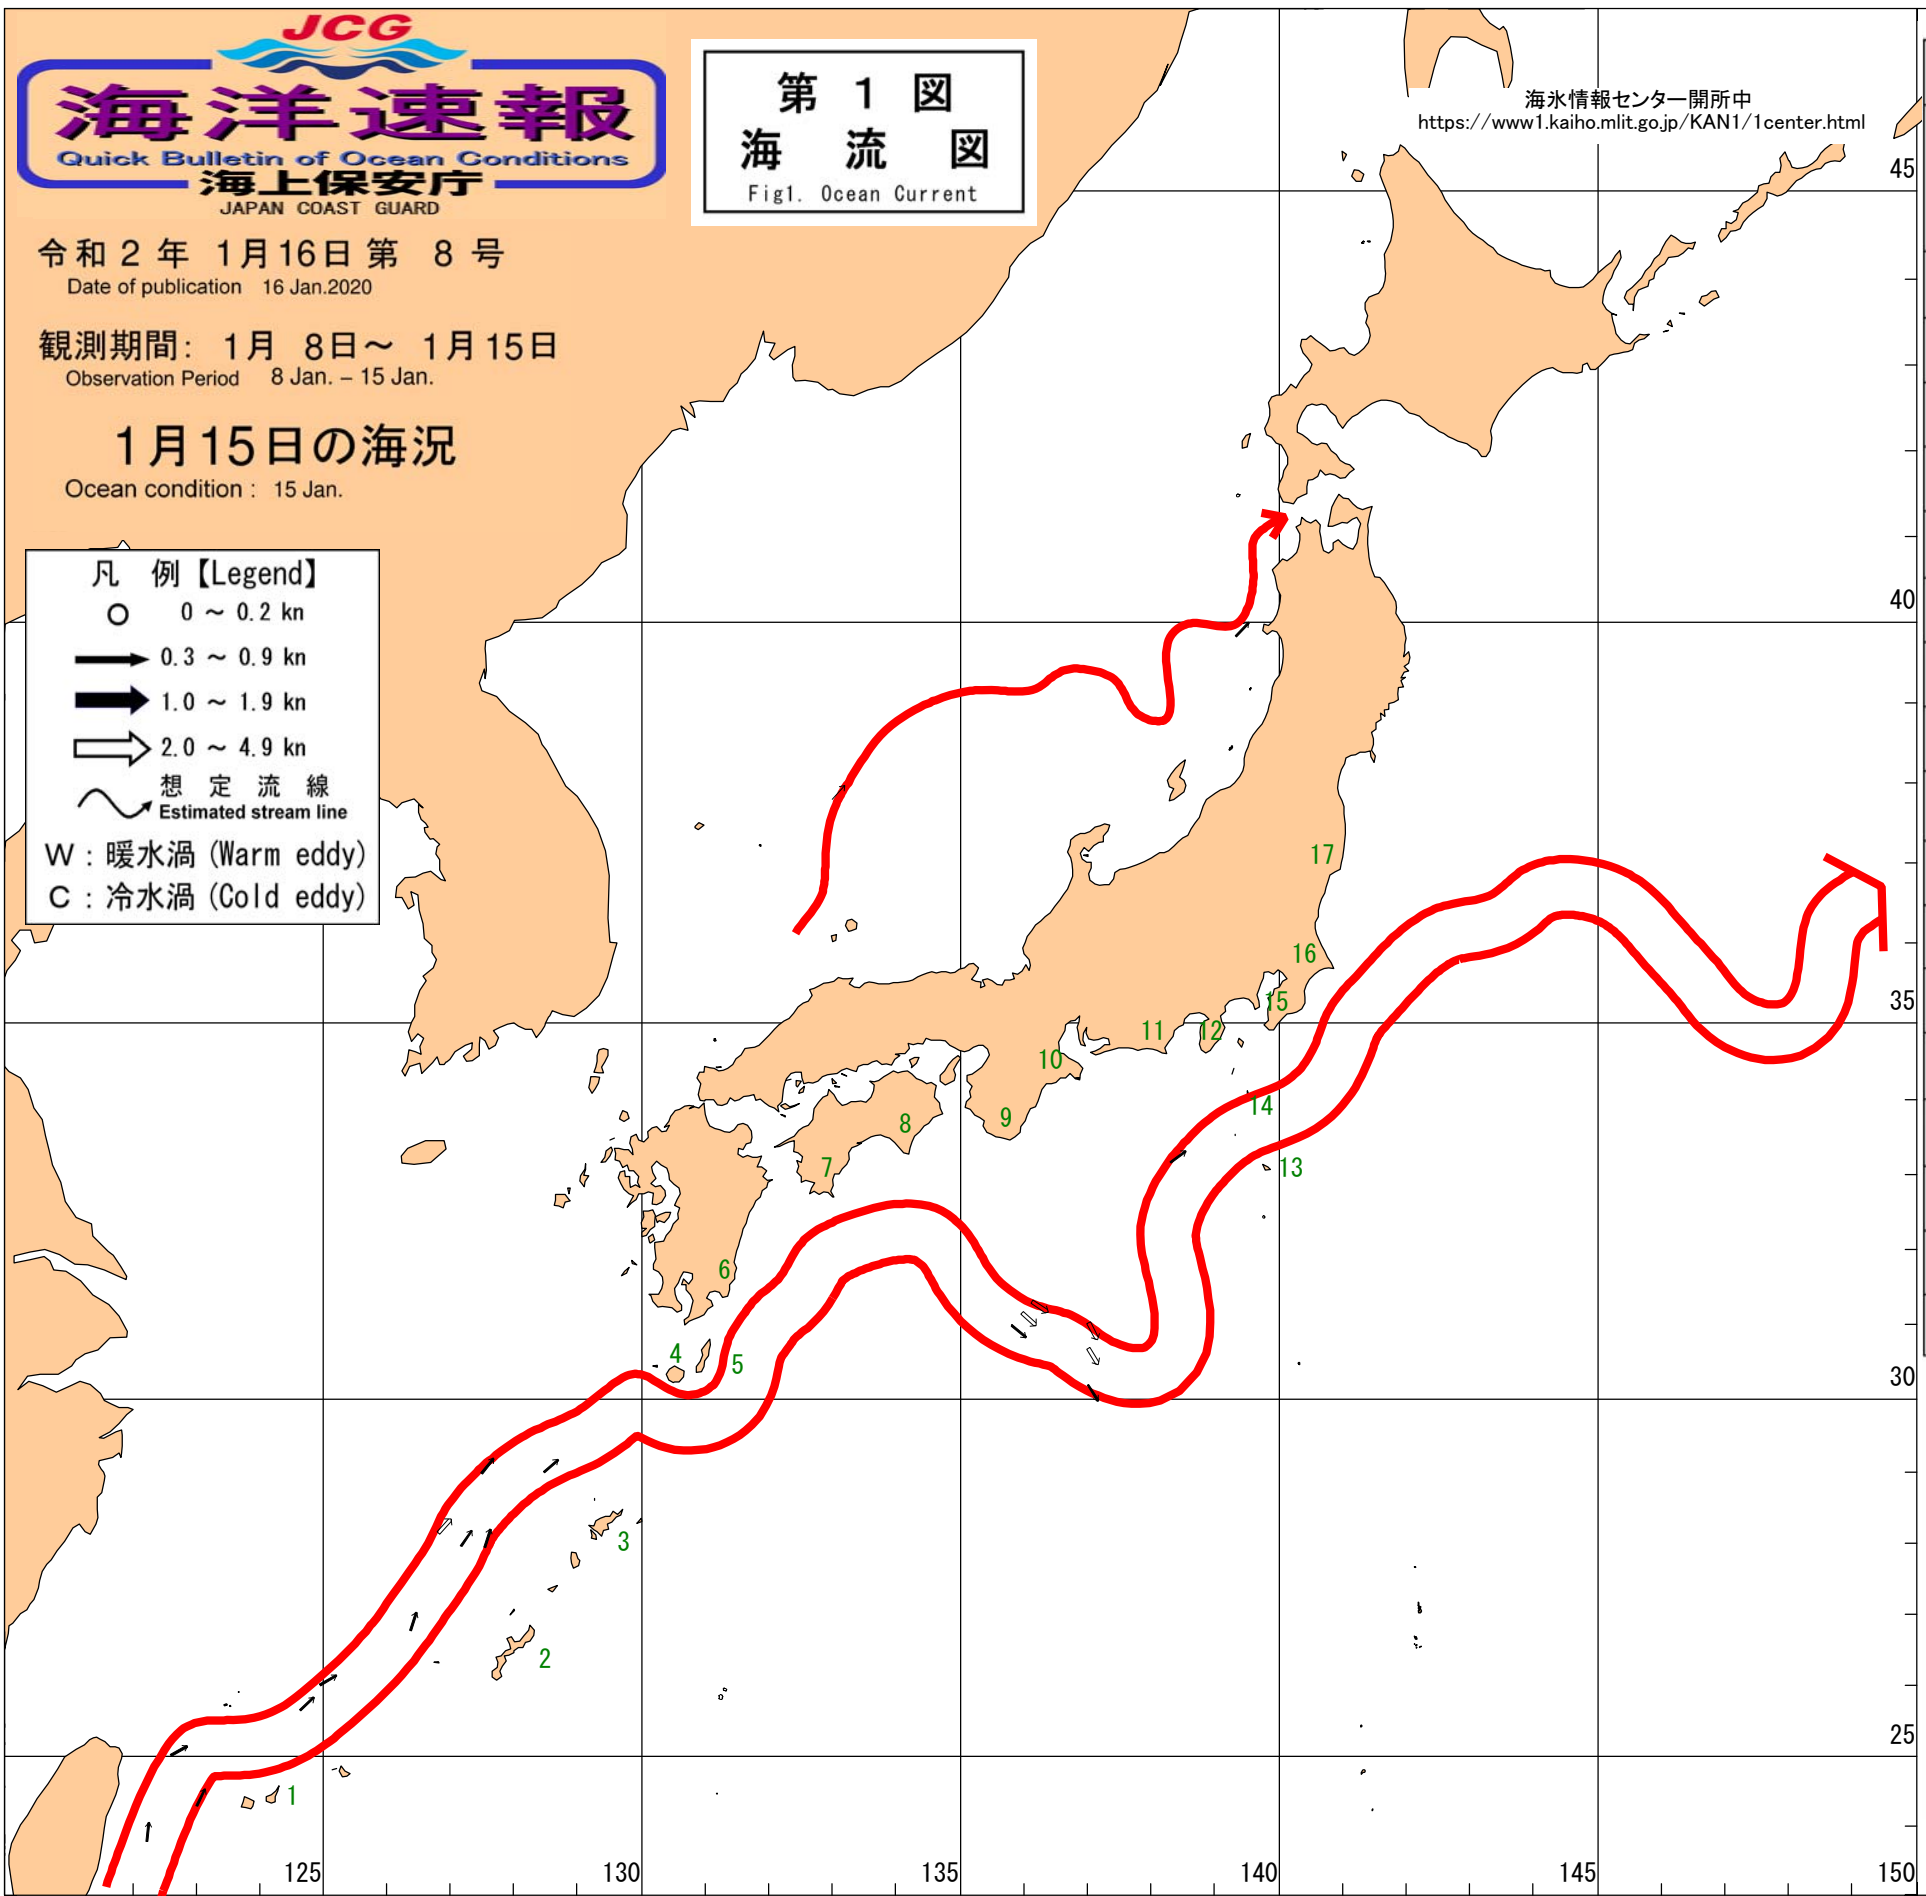 JCG
海洋速報
Quick Bulletin of Ocean Conditions
海上保安庁
JAPAN COAST GUARD
第 1 図
海 流 図
Fig1. Ocean Current
海氷情報センター開所中
https://www1.kaiho.mlit.go.jp/KAN1/1center.html
令和 2 年 1月16日 第 8 号
Date of publication 16 Jan.2020
観測期間: 1月 8日～ 1月15日
Observation Period 8 Jan. – 15 Jan.
1月15日の海況
Ocean condition : 15 Jan.
凡 例【Legend】
0 ～ 0.2 kn
0.3 ～ 0.9 kn
1.0 ～ 1.9 kn
2.0 ～ 4.9 kn
想 定 流 線
Estimated stream line
W : 暖水渦 (Warm eddy)
C : 冷水渦 (Cold eddy)
45
40
35
30
25
17
16
15
12
11
10
14
9
8
13
7
6
4
5
3
2
1
125
130
135
140
145
150